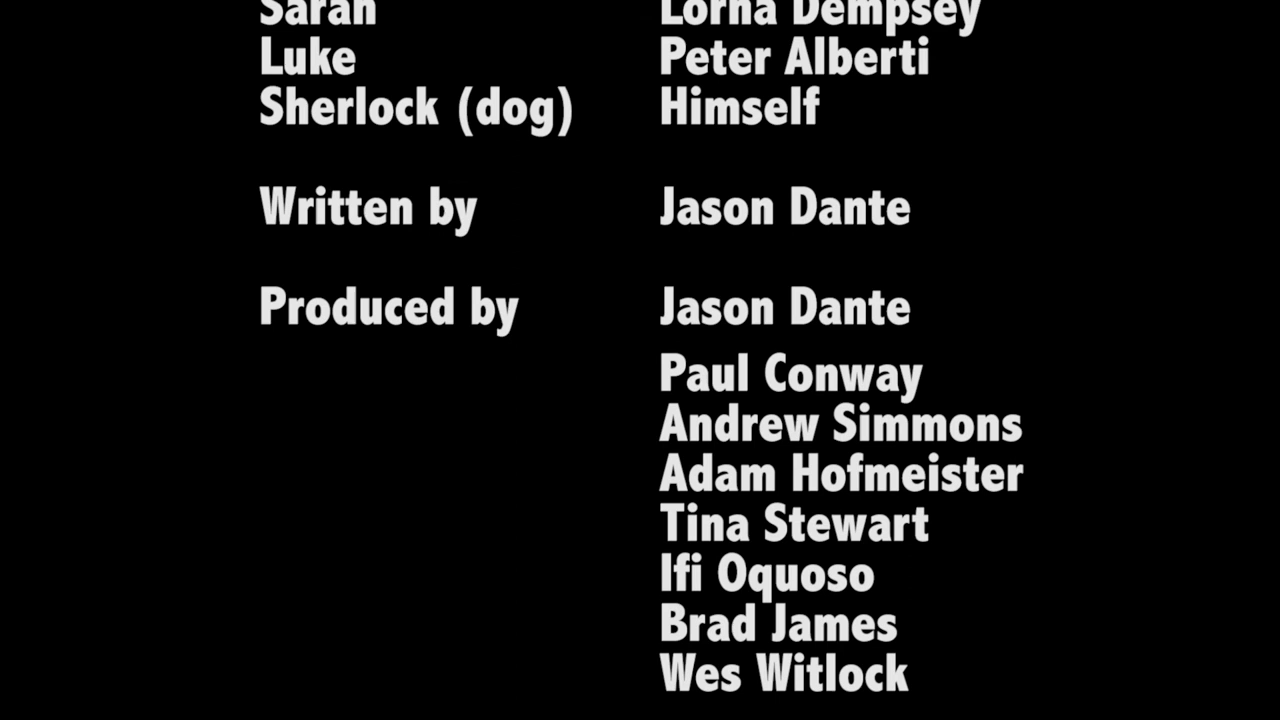 Sarah Lorna Dempsey
Luke Peter Alberti
Sherlock (dog) Himself
Written by Jason Dante
Produced by Jason Dante
Paul Conway
Andrew Simmons
Adam Hofmeister
Tina Stewart
Ifi Oquoso
Brad James
Wes Witlock